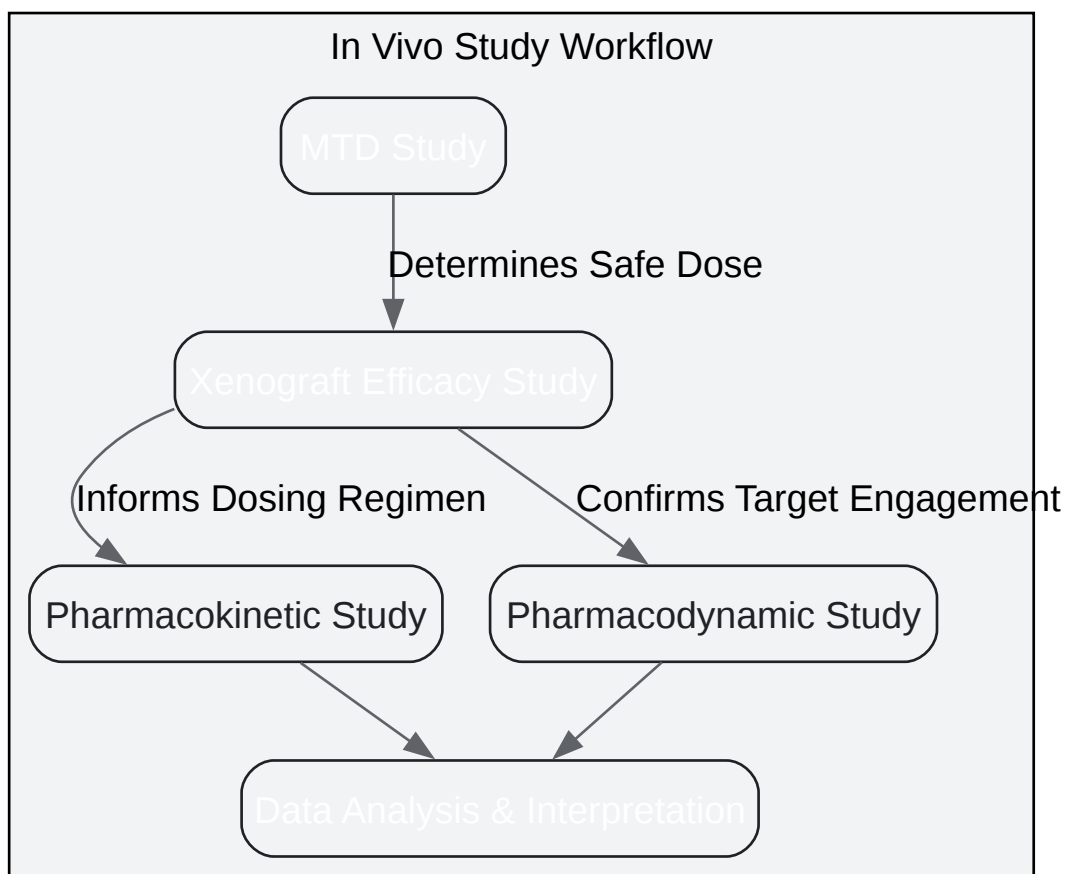 In Vivo Study Workflow
MTD Study
Determines Safe Dose
Xenograft Efficacy Study
Informs Dosing Regimen
Confirms Target Engagement
Pharmacokinetic Study
Pharmacodynamic Study
Data Analysis & Interpretation